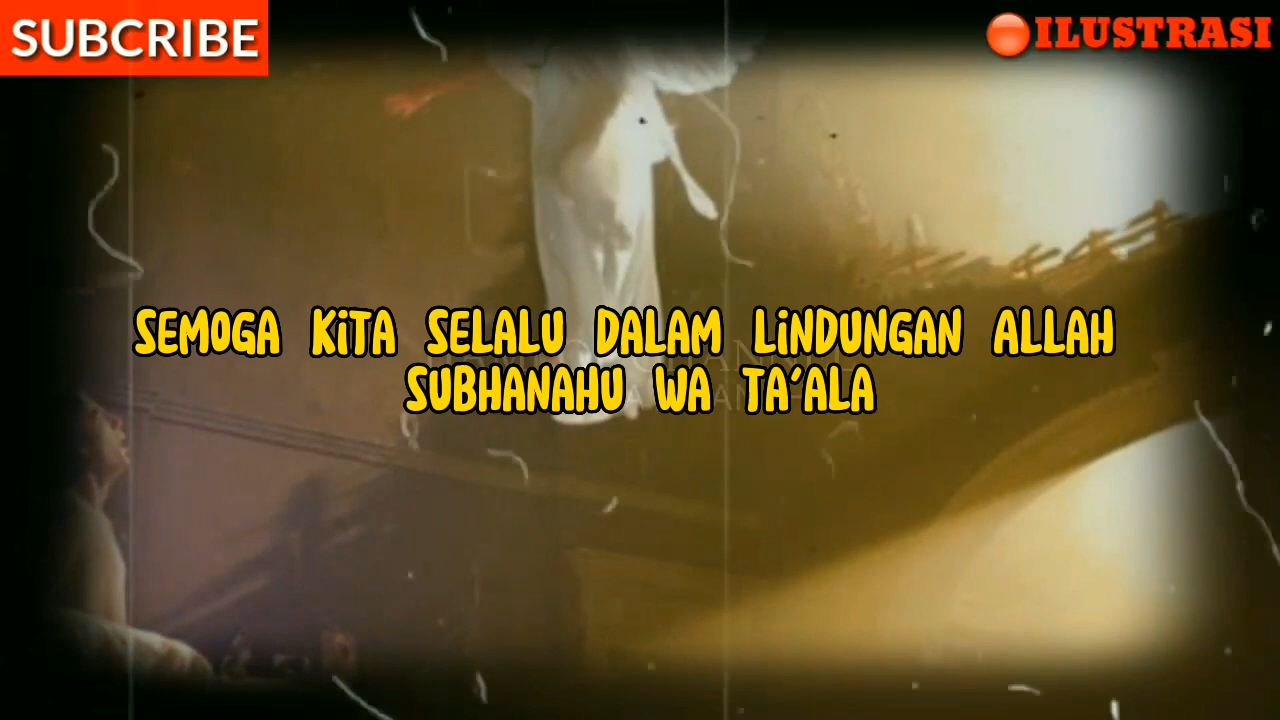 SUBCRIBE
ILUSTRASI
SEMOGA KITA SELALU DALAM LINDUNGAN ALLAH
SUBHANAHU WA TA'ALA